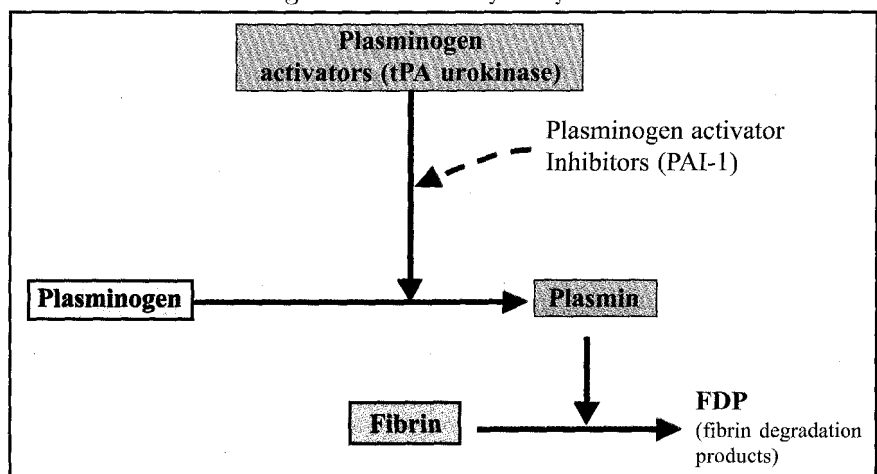 Plasminogen
activators (tPA urokinase)
Plasminogen activator
Inhibitors (PAI-1)
Plasminogen
Plasmin
Fibrin
FDP
(fibrin degradation
products)